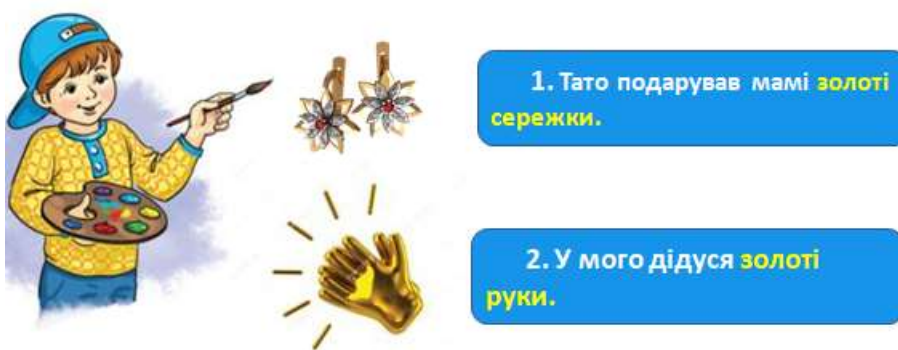 1. Тато подарував мамі золоті
сережки.
2. У мого дідуся золоті
руки.